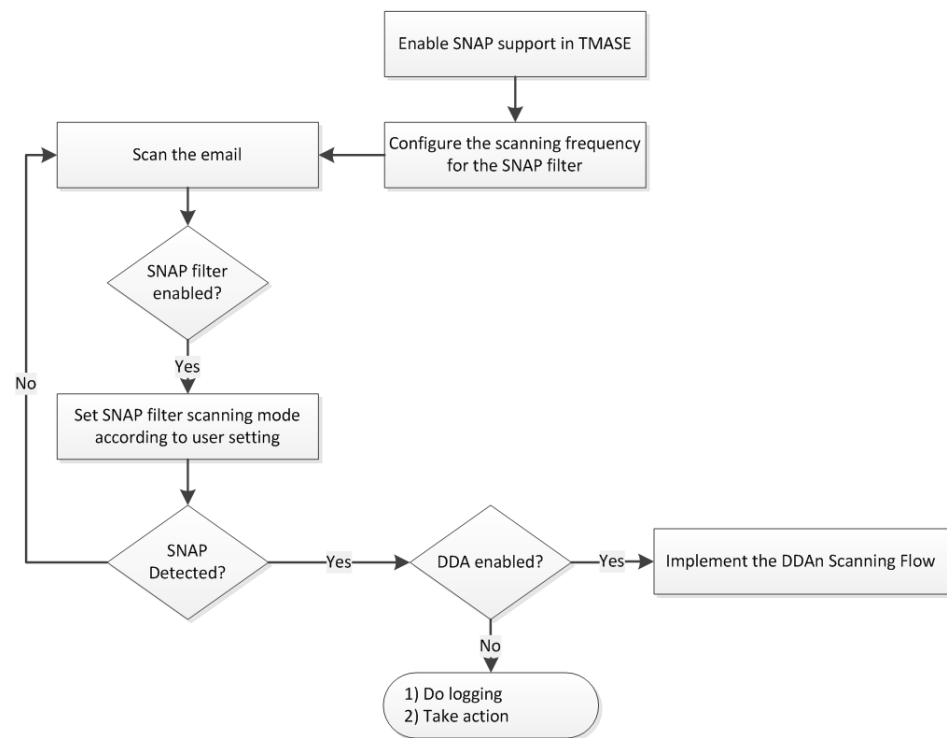 Enable SNAP support in TMASE
Configure the scanning frequency
for the SNAP filter
Scan the email
SNAP filter
enabled?
Yes
No
Set SNAP filter scanning mode
according to user setting
SNAP
Detected?
Yes
DDA enabled?
Yes
Implement the DDAn Scanning Flow
No
1) Do logging
2) Take action